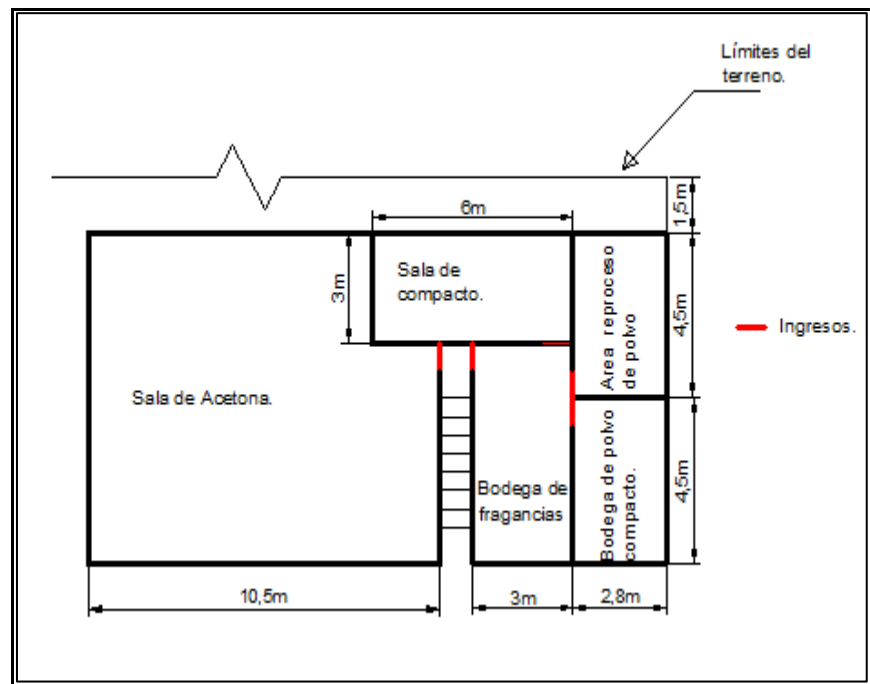 Límites del
terreno.
1,5m
6m
Sala de
compacto.
3m
Area reproceso
de polvo
4,5m
Ingresos.
Sala de Acetona.
Bodega de
fragancias
Bodega de polvo
compacto.
4,5m
10,5m
3m
2,8m